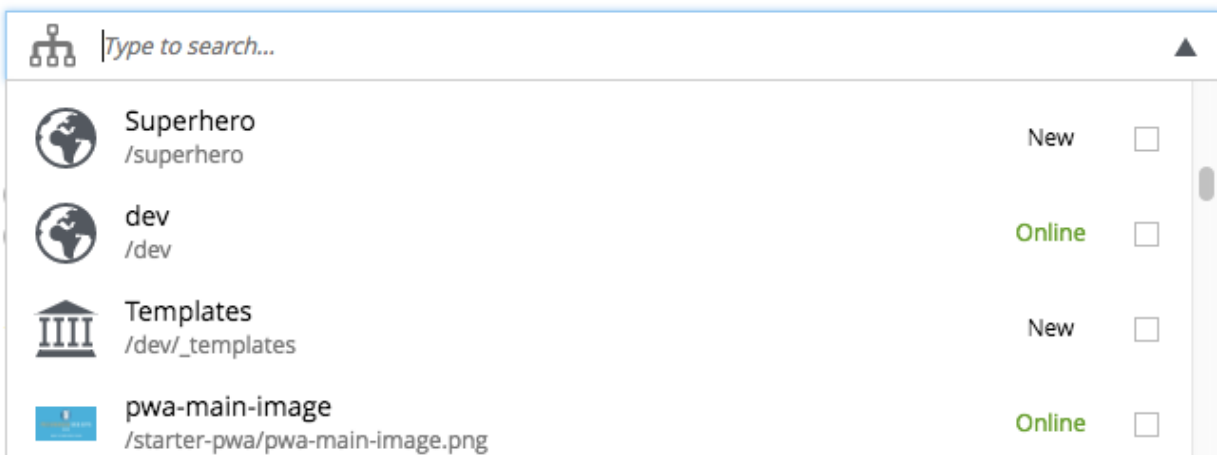 Type to search...
Superhero
/superhero
New
dev
/dev
Online
Templates
/dev/_templates
New
pwa-main-image
/starter-pwa/pwa-main-image.png
Online